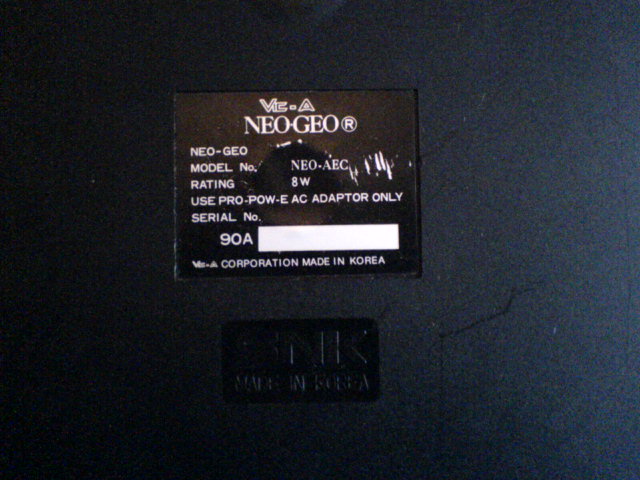 VIC-A
NEO·GEO®
NEO-GEO
MODEL No. NEO-AEC
RATING 8W
USE PRO-POW-E AC ADAPTOR ONLY
SERIAL No.
90A
VIC-A CORPORATION MADE IN KOREA
SNK
MADE IN KOREA